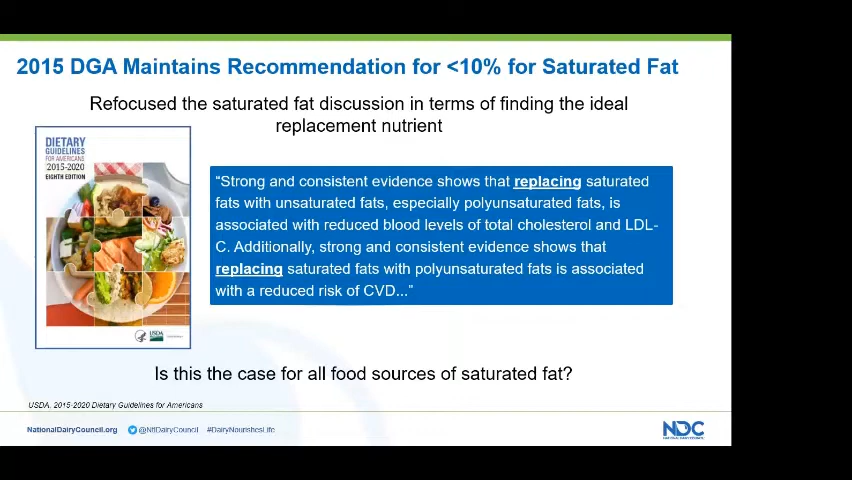 2015 DGA Maintains Recommendation for <10% for Saturated Fat
Refocused the saturated fat discussion in terms of finding the ideal
replacement nutrient
DIETARY
GUIDELINES
FOR AMERICANS
2015-2020
EIGHTH EDITION
“Strong and consistent evidence shows that replacing saturated
fats with unsaturated fats, especially polyunsaturated fats, is
associated with reduced blood levels of total cholesterol and LDL-
C. Additionally, strong and consistent evidence shows that
replacing saturated fats with polyunsaturated fats is associated
with a reduced risk of CVD...”
USDA
Is this the case for all food sources of saturated fat?
USDA, 2015-2020 Dietary Guidelines for Americans
NationalDairyCouncil.org @NtlDairyCouncil #DairyNourishesLife
NDC
NATIONAL DAIRY COUNCIL